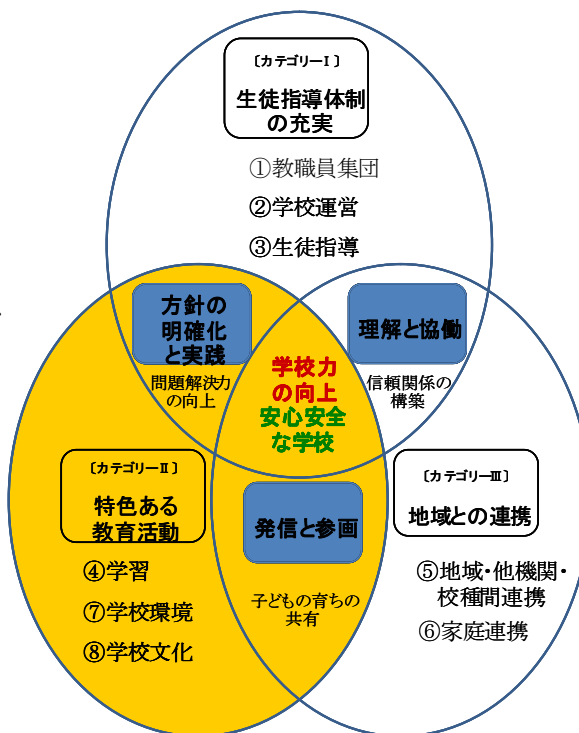 〔カテゴリーⅠ〕
生徒指導体制
の充実
①教職員集団
②学校運営
③生徒指導
方針の
明確化
と実践
問題解決力
の向上
理解と協働
信頼関係の
構築
学校力
の向上
安心安全
な学校
〔カテゴリーⅡ〕
特色ある
教育活動
④学習
⑦学校環境
⑧学校文化
発信と参画
子どもの育ちの
共有
〔カテゴリーⅢ〕
地域との連携
⑤地域・他機関・
校種間連携
⑥家庭連携